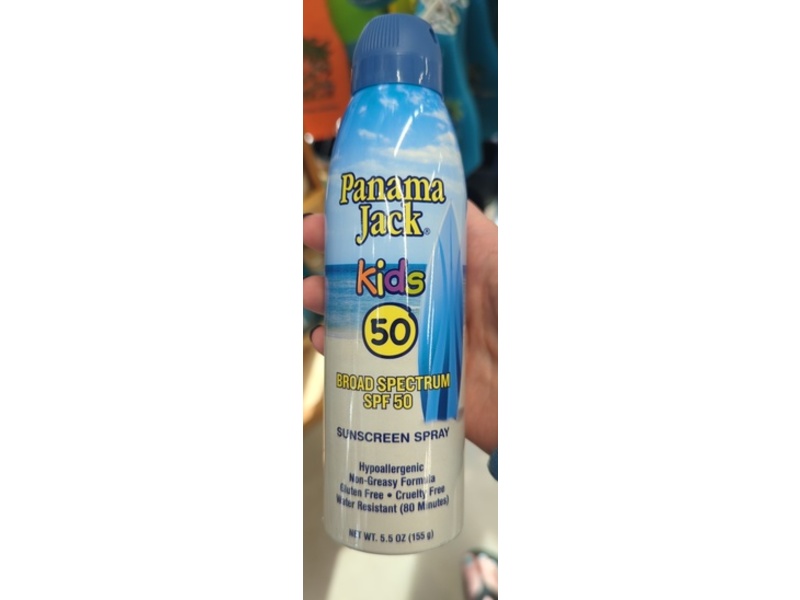 Panama
Jack®
kids
50
BROAD SPECTRUM
SPF 50
SUNSCREEN SPRAY
Hypoallergenic
Non-Greasy Formula
Gluten Free • Cruelty Free
Water Resistant (80 Minutes)
NET WT. 5.5 OZ (155 g)